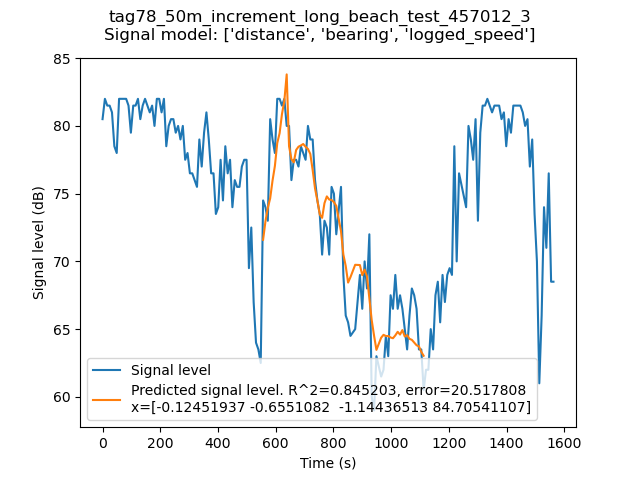 tag78_50m_increment_long_beach_test_457012_3
Signal model: ['distance', 'bearing', 'logged_speed']
85
80
75
70
65
60
Signal level (dB)
Signal level
Predicted signal level. R^2=0.845203, error=20.517808
x=[-0.12451937 -0.6551082  -1.14436513 84.70541107]
0 200 400 600 800 1000 1200 1400 1600
Time (s)